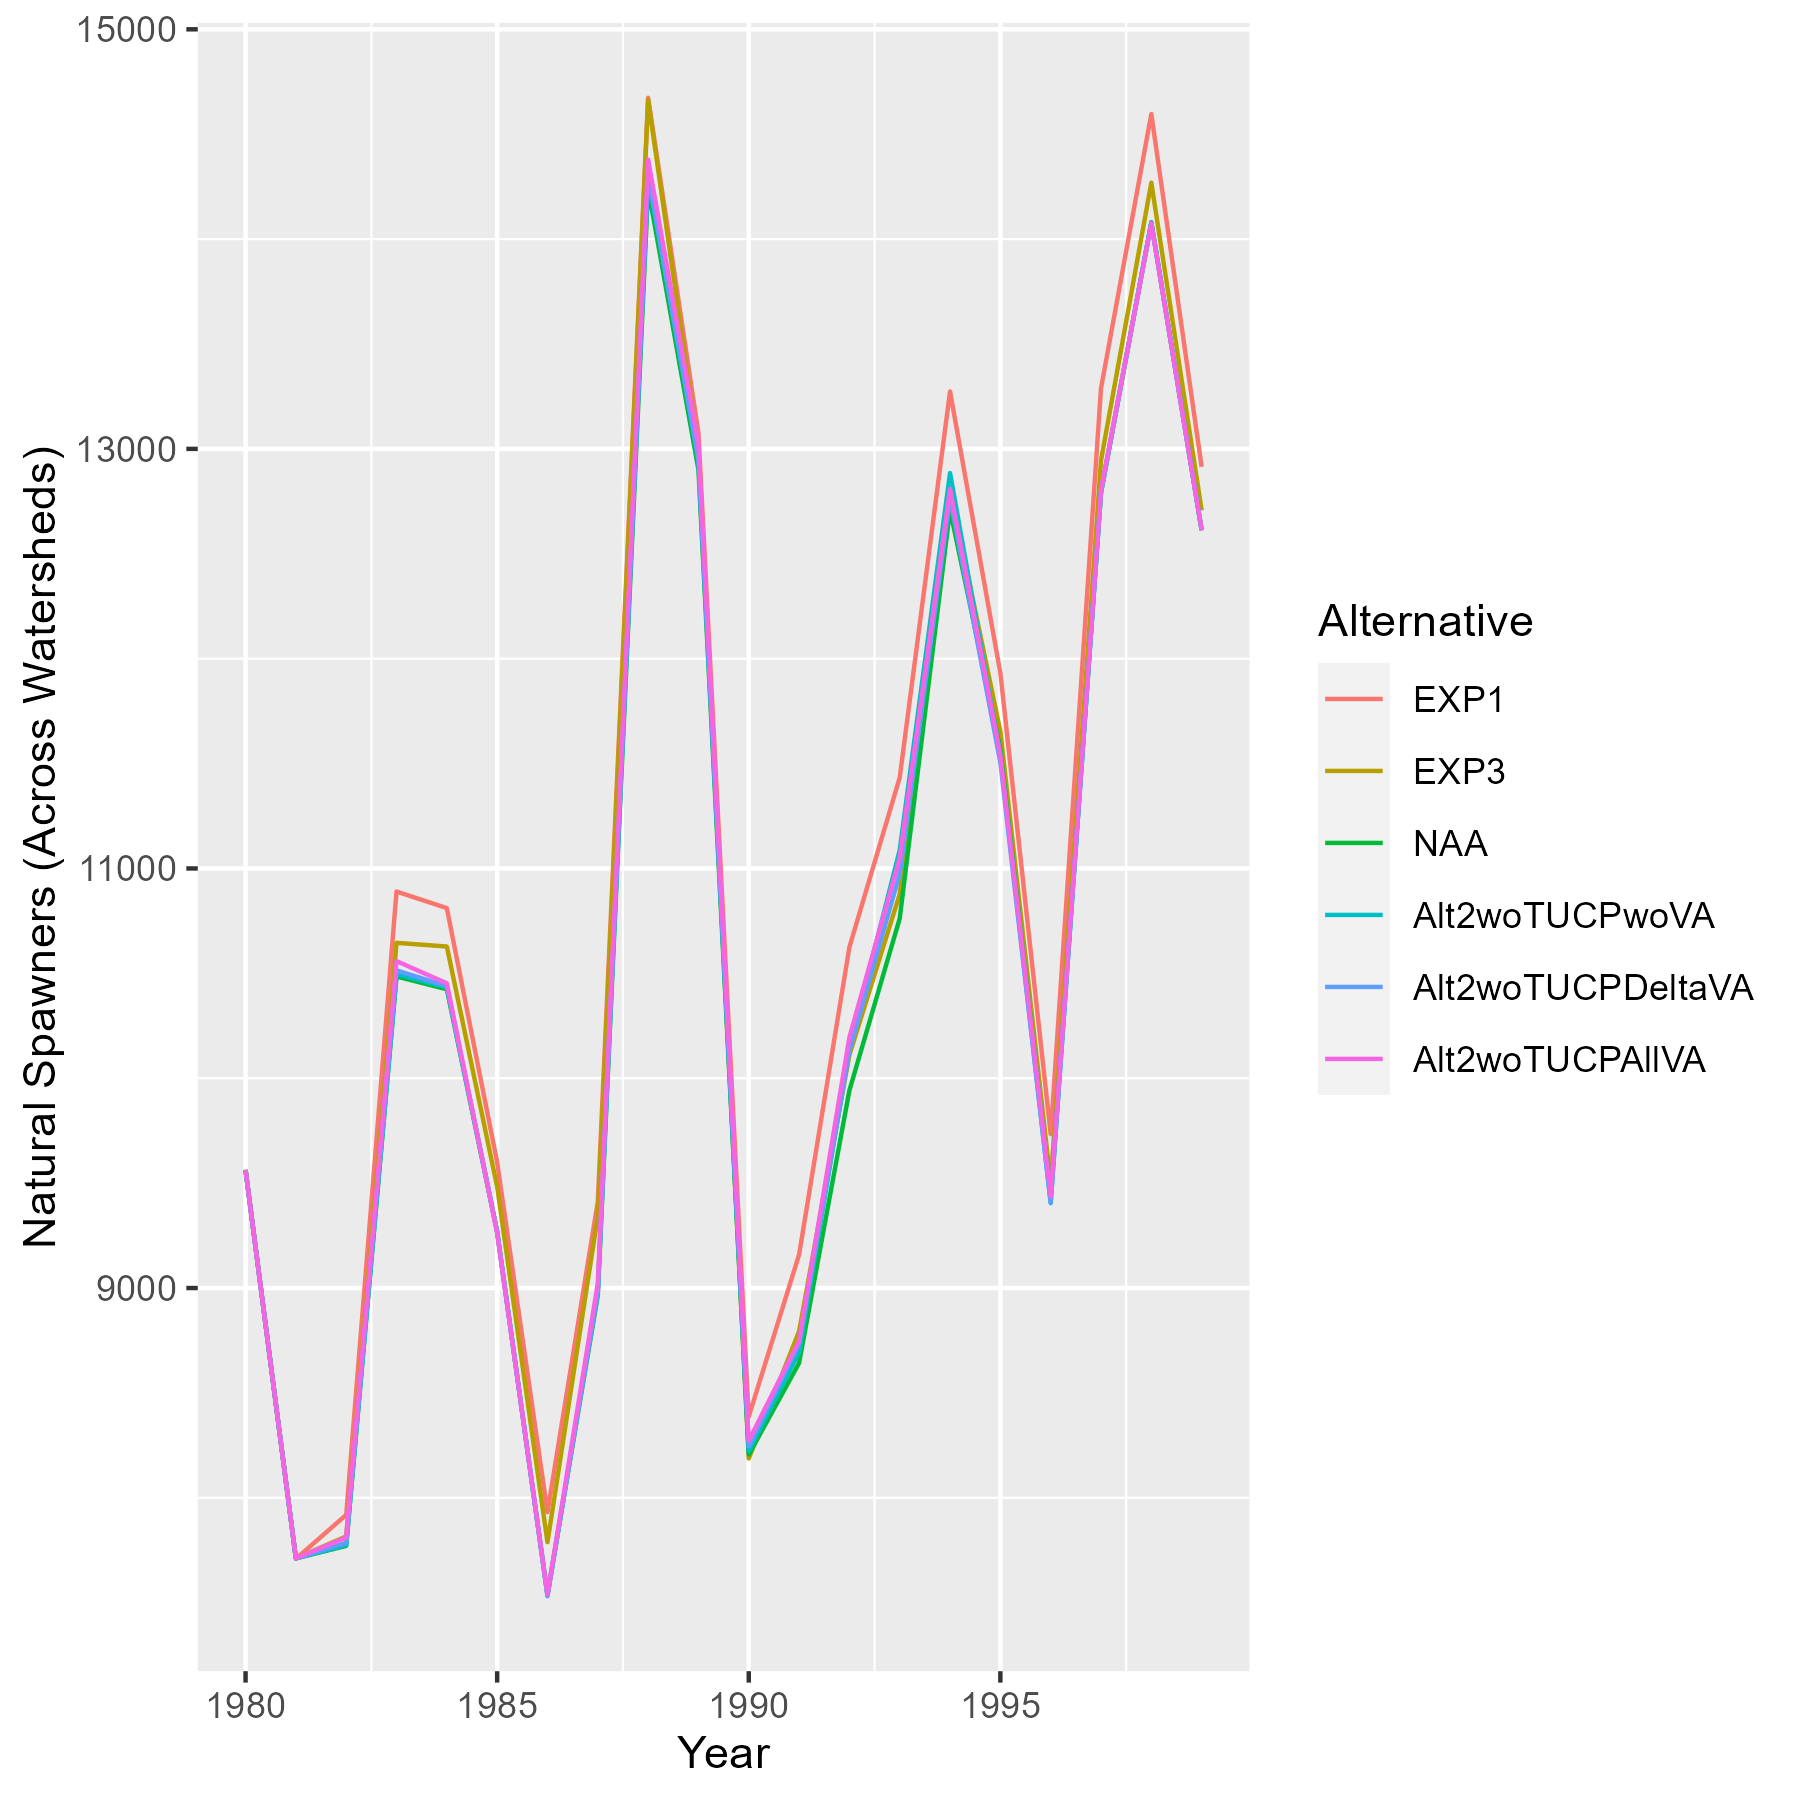 15000
13000
11000
9000
Natural Spawners (Across Watersheds)
1980 1985 1990 1995
Year
Alternative
EXP1
EXP3
NAA
Alt2woTUCPwoVA
Alt2woTUCPDeltaVA
Alt2woTUCPAllVA